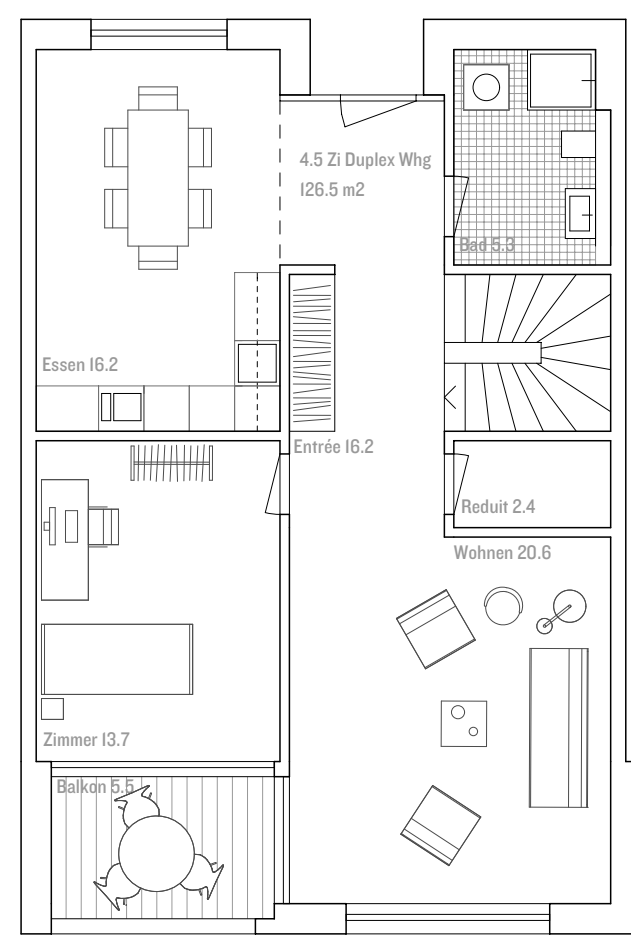 4.5 Zi Duplex Whg
126.5 m2
Bad 5.3
Essen 16.2
Entrée 16.2
Reduit 2.4
Wohnen 20.6
Zimmer 13.7
Balkon 5.5